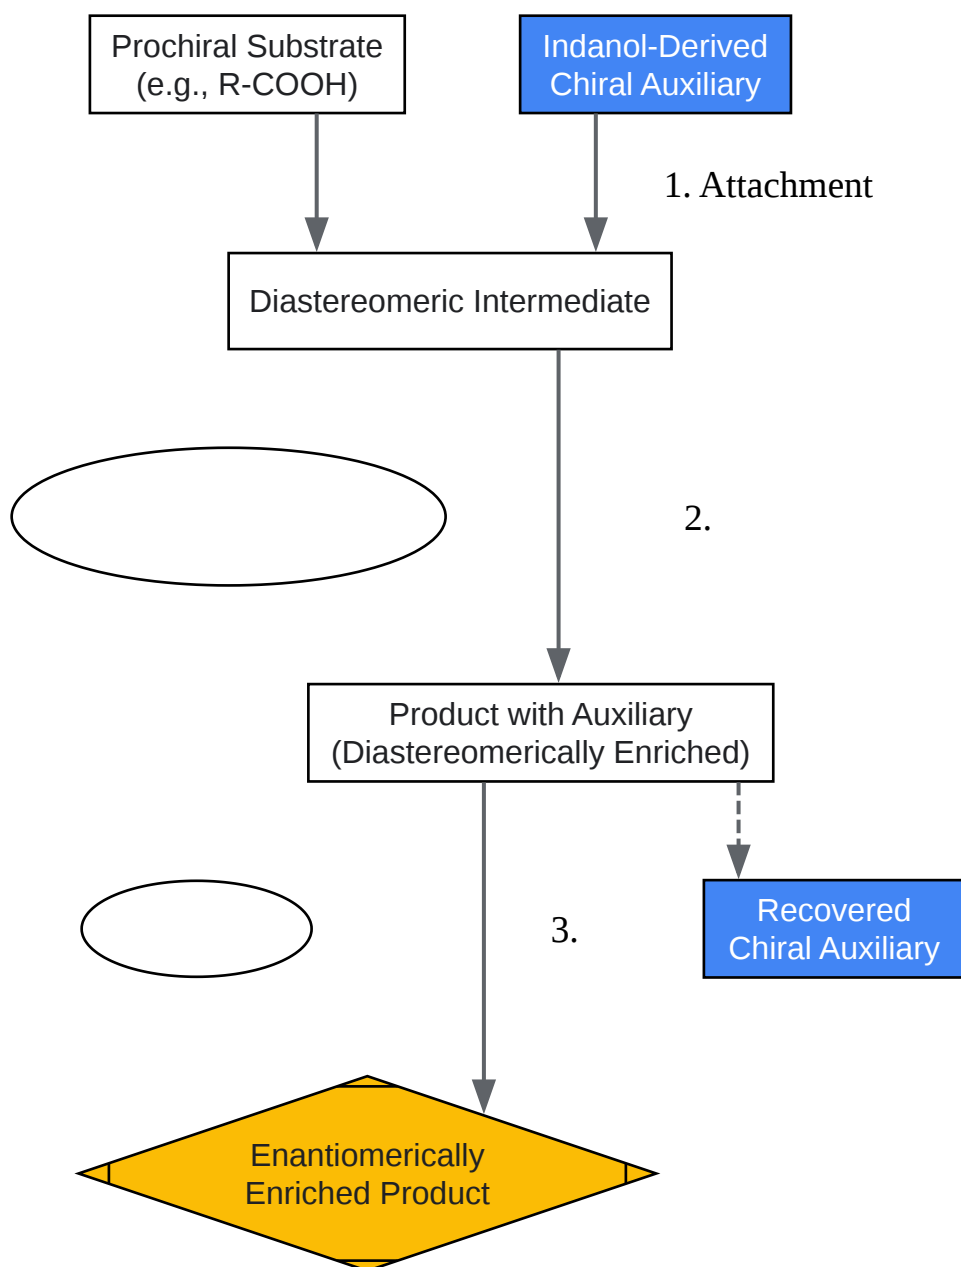 Prochiral Substrate
(e.g., R-COOH)
Indanol-Derived
Chiral Auxiliary
1. Attachment
Diastereomeric Intermediate
2.
Product with Auxiliary
(Diastereomerically Enriched)
3.
Recovered
Chiral Auxiliary
Enantiomerically
Enriched Product